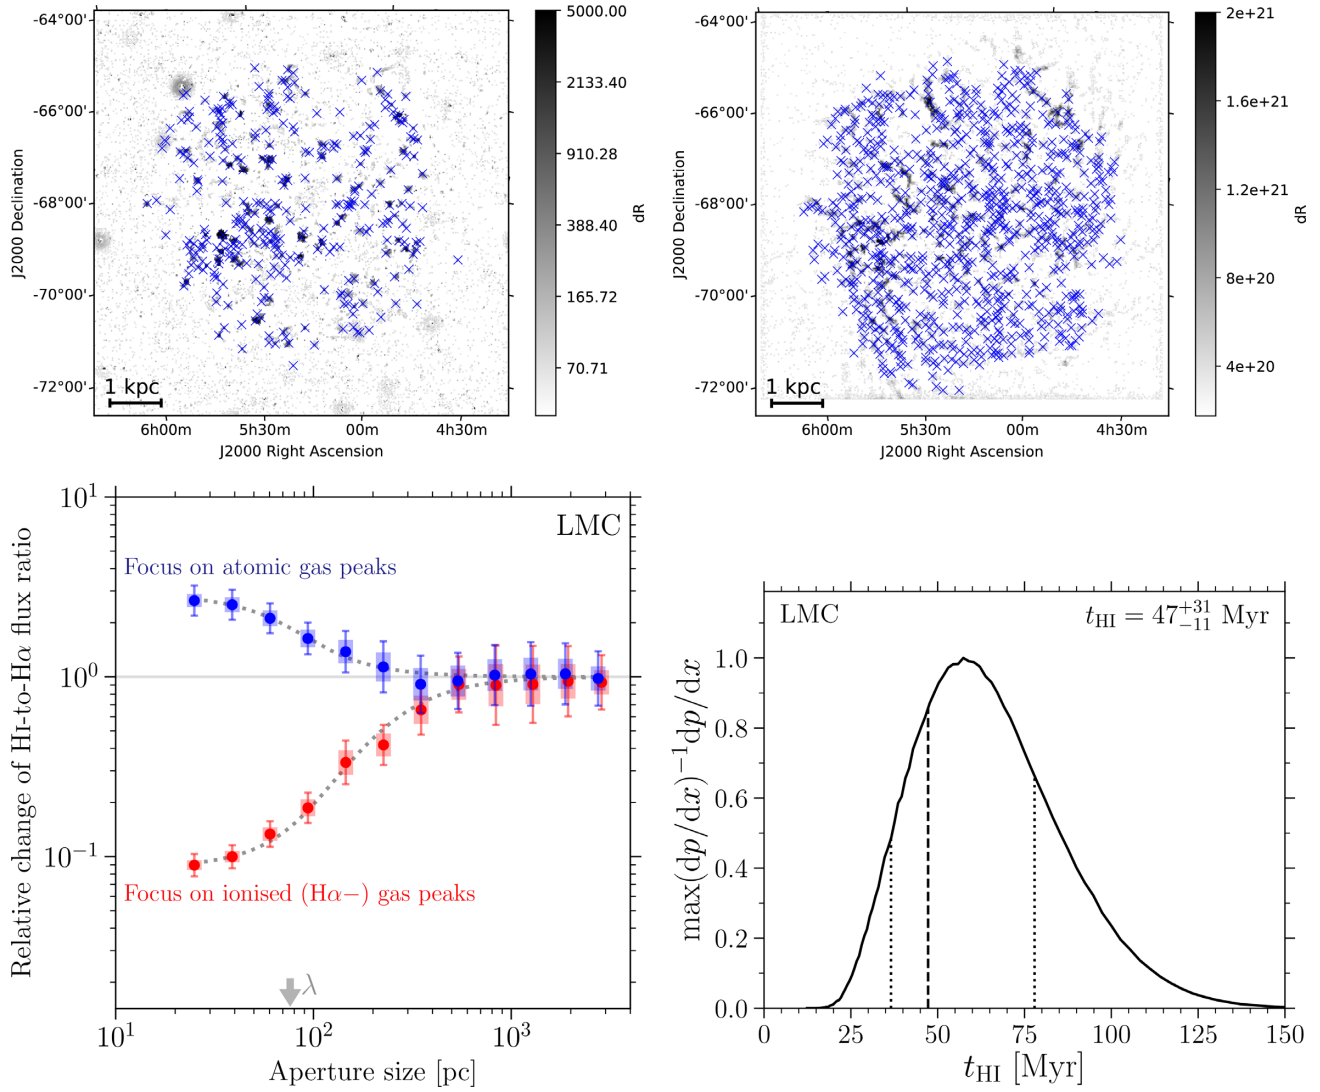 -64°00'
-66°00'
-68°00'
-70°00'
-72°00'
J2000 Declination
1 kpc
6h00m
5h30m
00m
4h30m
J2000 Right Ascension
5000.00
2133.40
910.28
388.40
165.72
70.71
dR
-64°00'
-66°00'
-68°00'
-70°00'
-72°00'
J2000 Declination
1 kpc
6h00m
5h30m
00m
4h30m
J2000 Right Ascension
2e+21
1.6e+21
1.2e+21
8e+20
4e+20
dR
LMC
Focus on atomic gas peaks
Focus on ionised (Hα−) gas peaks
λ
10¹
10⁰
10⁻¹
Relative change of HI-to-Hα flux ratio
10¹
10²
10³
Aperture size [pc]
LMC
t_HI = 47⁺³¹₋₁₁ Myr
1.0
0.8
0.6
0.4
0.2
0.0
max(dp/dx)⁻¹dp/dx
0
25
50
75
100
125
150
t_HI [Myr]